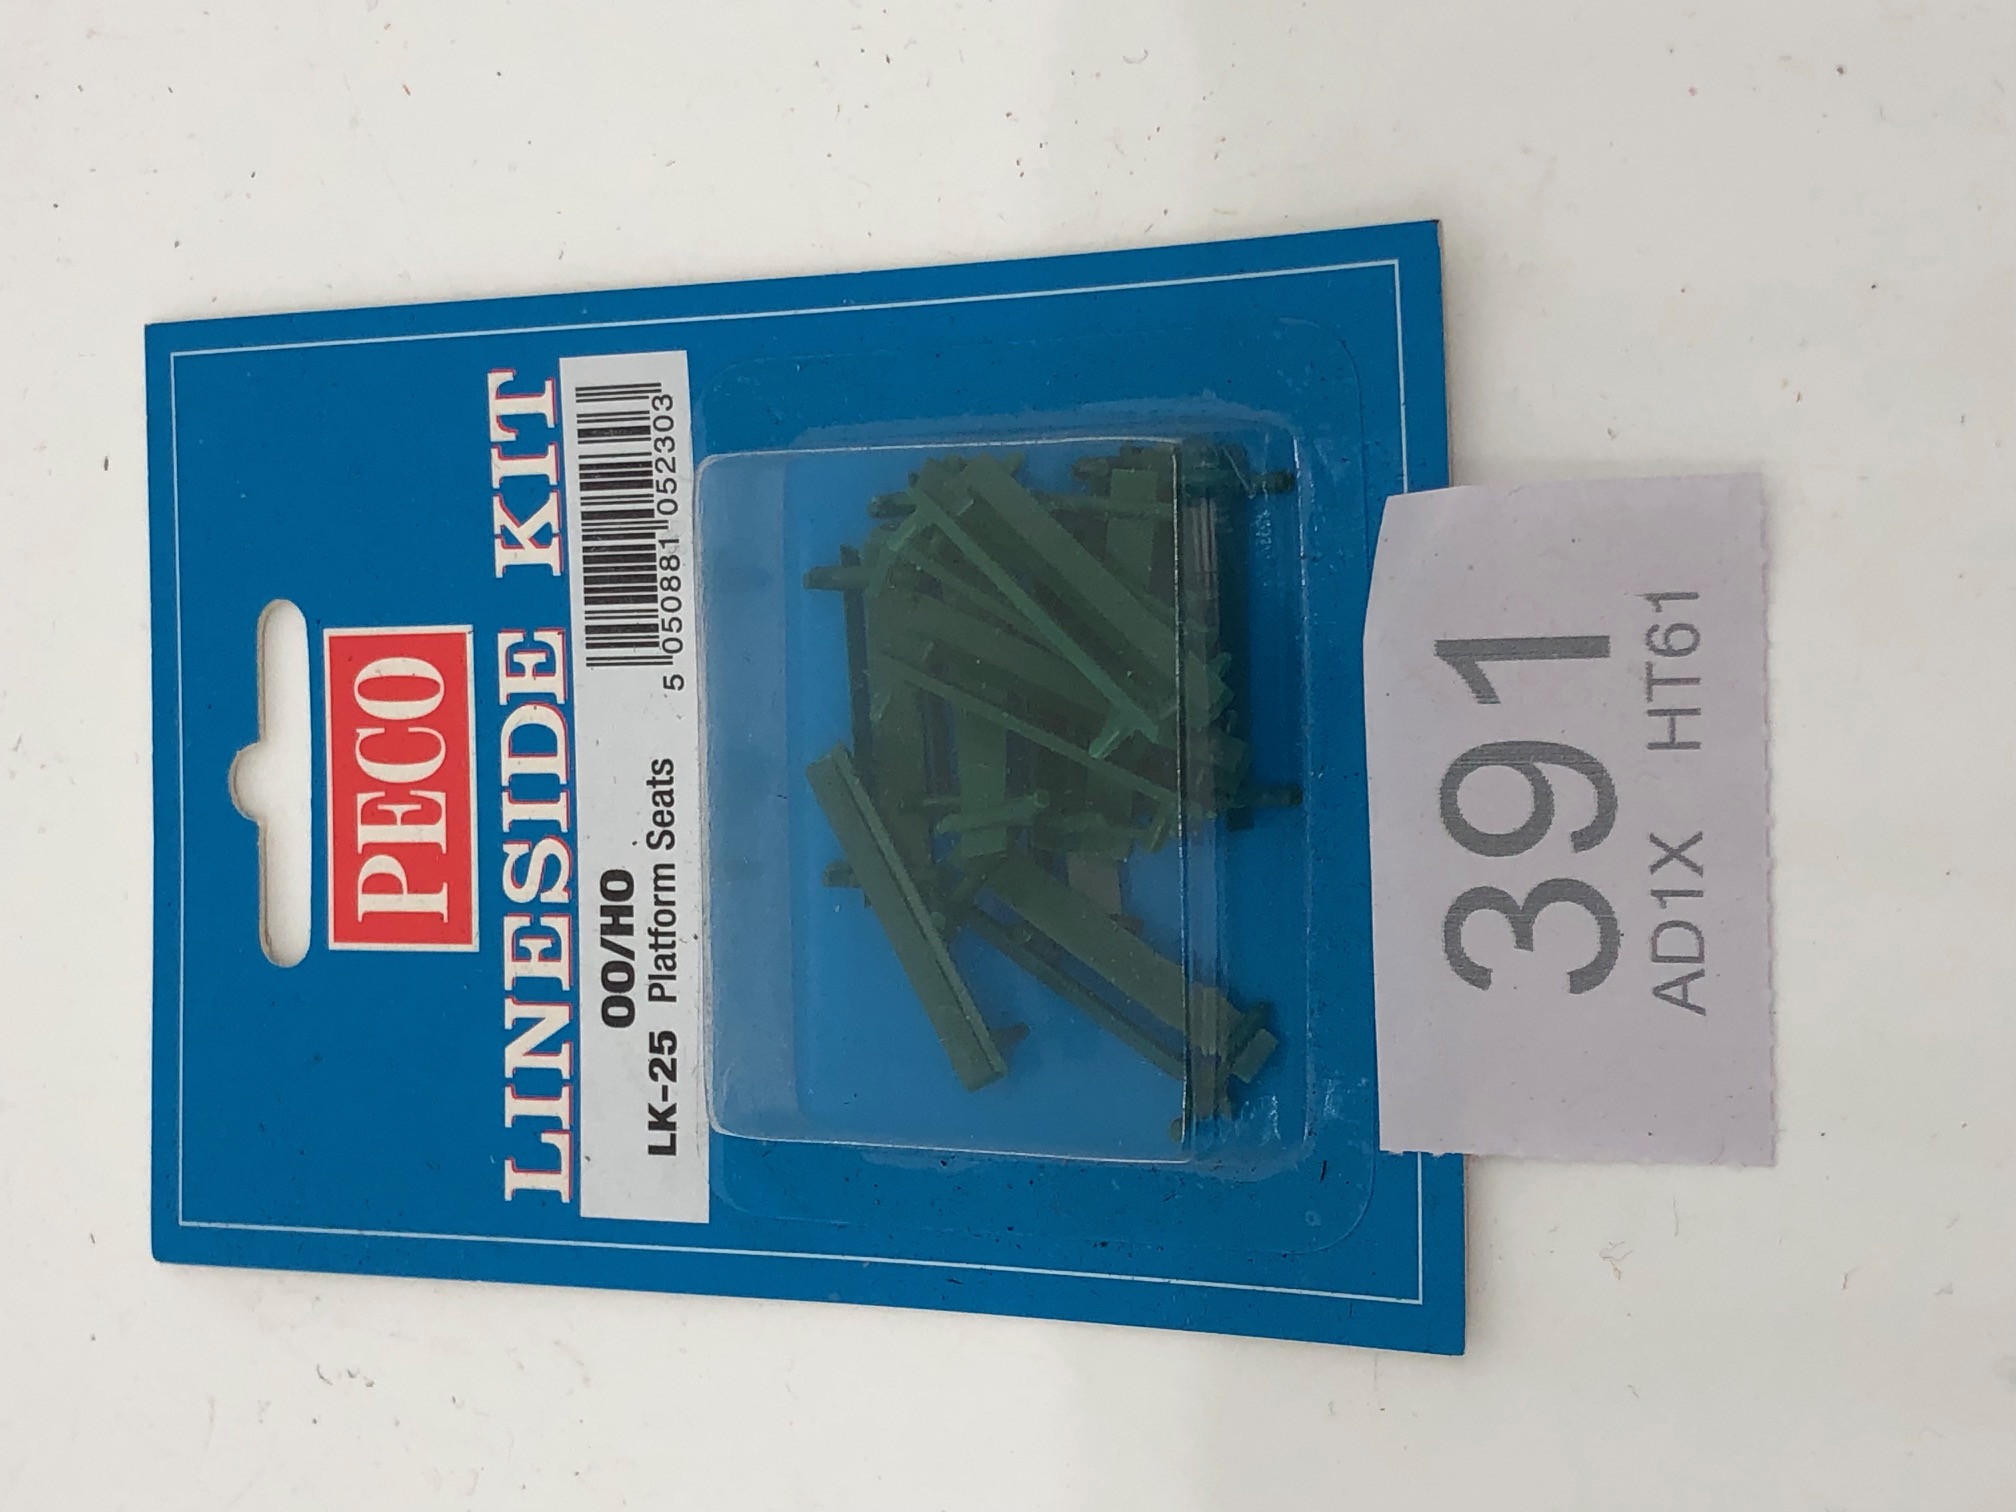 PECO
LINESIDE KIT
OO/HO
LK-25 Platform Seats
5 050881 052303
391
AD1X HT61